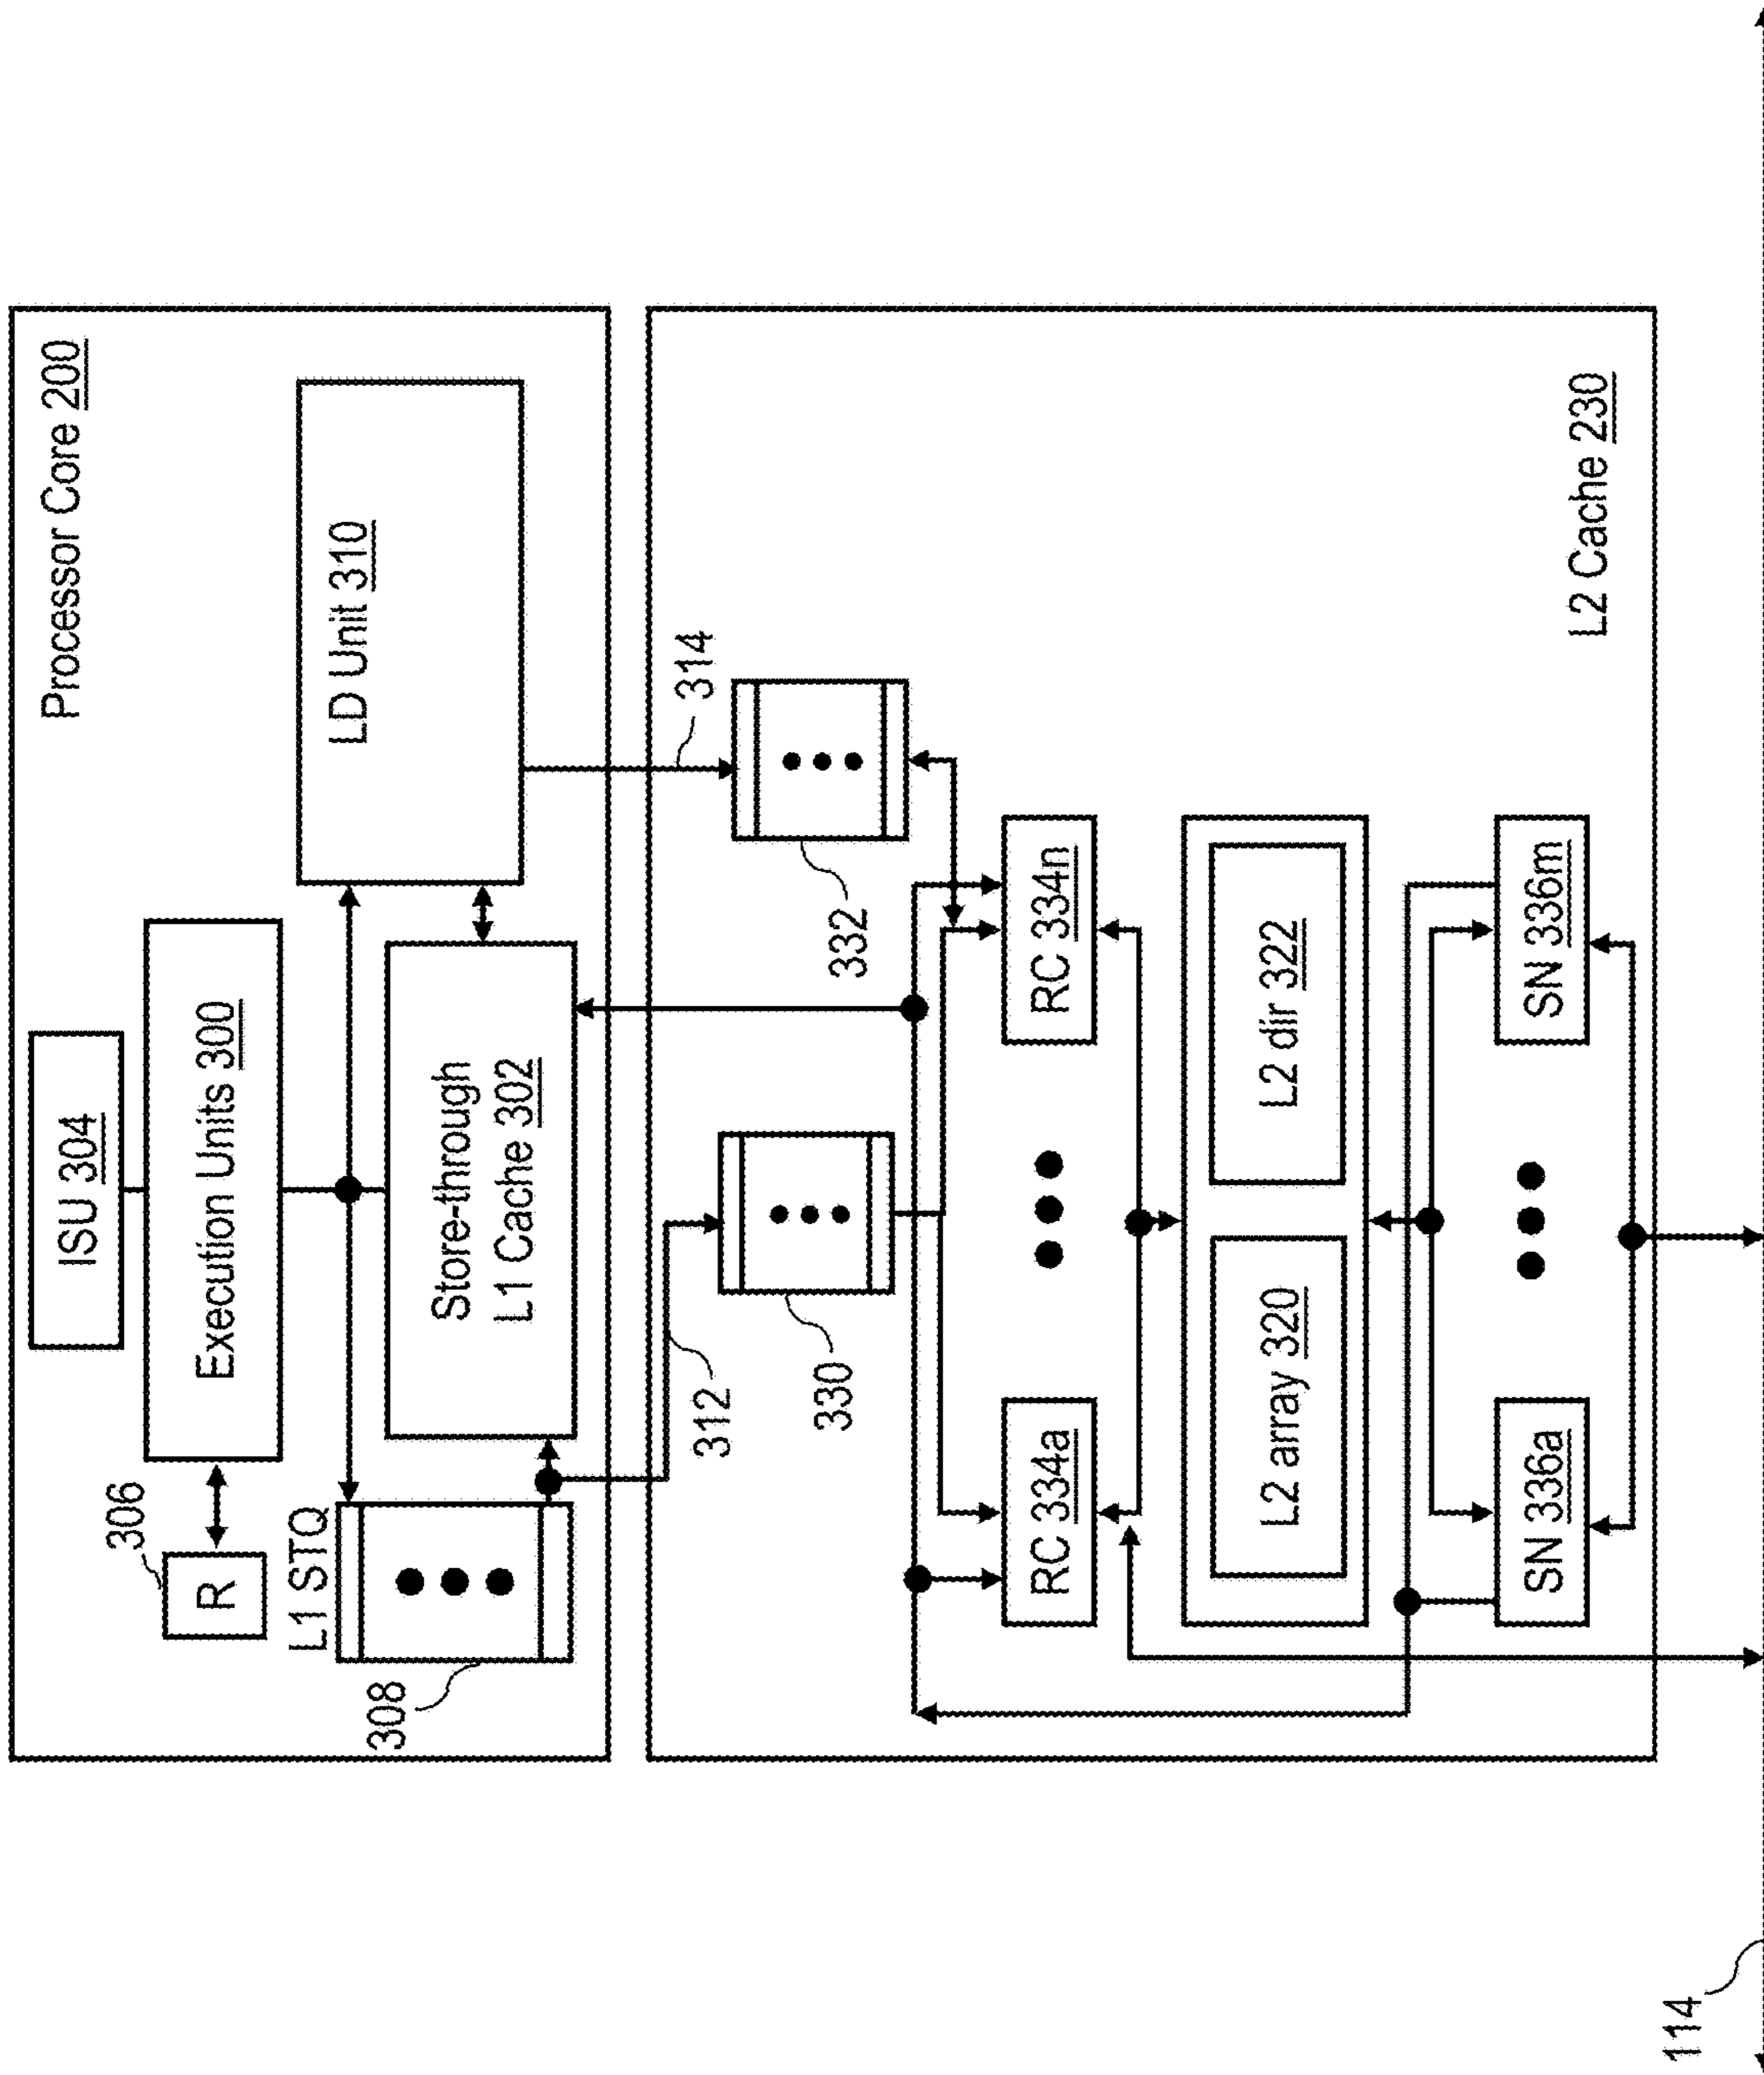 Processor Core 200
ISU 304
Execution Units 300
306
R
L1 STQ
308
Store-through
L1 Cache 302
LD Unit 310
312
314
330
332
RC 334a
RC 334n
L2 array 320
L2 dir 322
SN 336a
SN 336m
L2 Cache 230
114